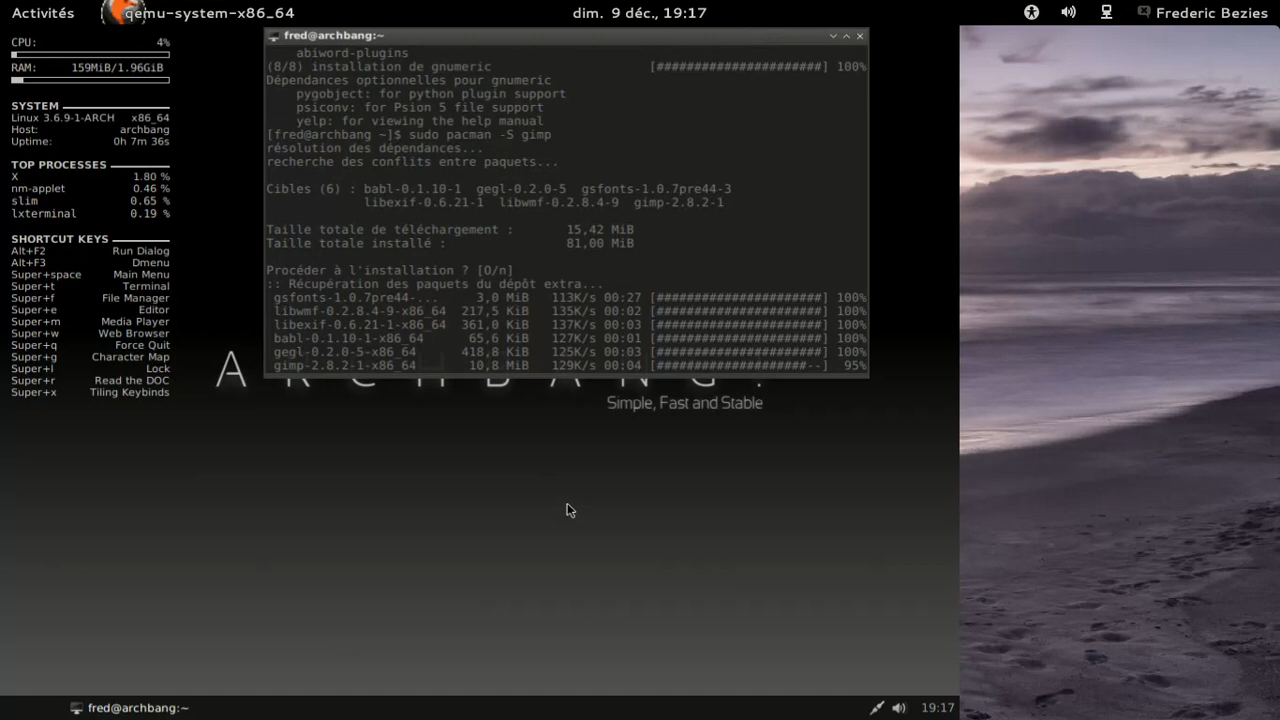 Activités
qemu-system-x86_64
dim. 9 déc., 19:17
Frederic Bezies
CPU: 4%
RAM: 159MiB/1.96GiB
SYSTEM
Linux 3.6.9-1-ARCH x86_64
Host: archbang
Uptime: 0h 7m 36s
TOP PROCESSES
X 1.80 %
nm-applet 0.46 %
slim 0.65 %
lxterminal 0.19 %
SHORTCUT KEYS
Alt+F2 Run Dialog
Alt+F3 Dmenu
Super+space Main Menu
Super+t Terminal
Super+f File Manager
Super+e Editor
Super+m Media Player
Super+w Web Browser
Super+q Force Quit
Super+g Character Map
Super+l Lock
Super+r Read the DOC
Super+x Tiling Keybinds
fred@archbang:~
abiword-plugins
(8/8) installation de gnumeric [######################] 100%
Dépendances optionnelles pour gnumeric
pygobject: for python plugin support
psiconv: for Psion 5 file support
yelp: for viewing the help manual
[fred@archbang ~]$ sudo pacman -S gimp
résolution des dépendances...
recherche des conflits entre paquets...
Cibles (6) : babl-0.1.10-1 gegl-0.2.0-5 gsfonts-1.0.7pre44-3
libexif-0.6.21-1 libwmf-0.2.8.4-9 gimp-2.8.2-1
Taille totale de téléchargement : 15,42 MiB
Taille totale installé : 81,00 MiB
Procéder à l'installation ? [O/n]
:: Récupération des paquets du dépôt extra...
gsfonts-1.0.7pre44-... 3,0 MiB 113K/s 00:27 [######################] 100%
libwmf-0.2.8.4-9-x86_64 217,5 KiB 135K/s 00:02 [######################] 100%
libexif-0.6.21-1-x86_64 361,0 KiB 137K/s 00:03 [######################] 100%
babl-0.1.10-1-x86_64 65,6 KiB 127K/s 00:01 [######################] 100%
gegl-0.2.0-5-x86_64 418,8 KiB 125K/s 00:03 [######################] 100%
gimp-2.8.2-1-x86_64 10,8 MiB 129K/s 00:04 [####################--] 95%
ARCHBANG!
Simple, Fast and Stable
fred@archbang:~
19:17